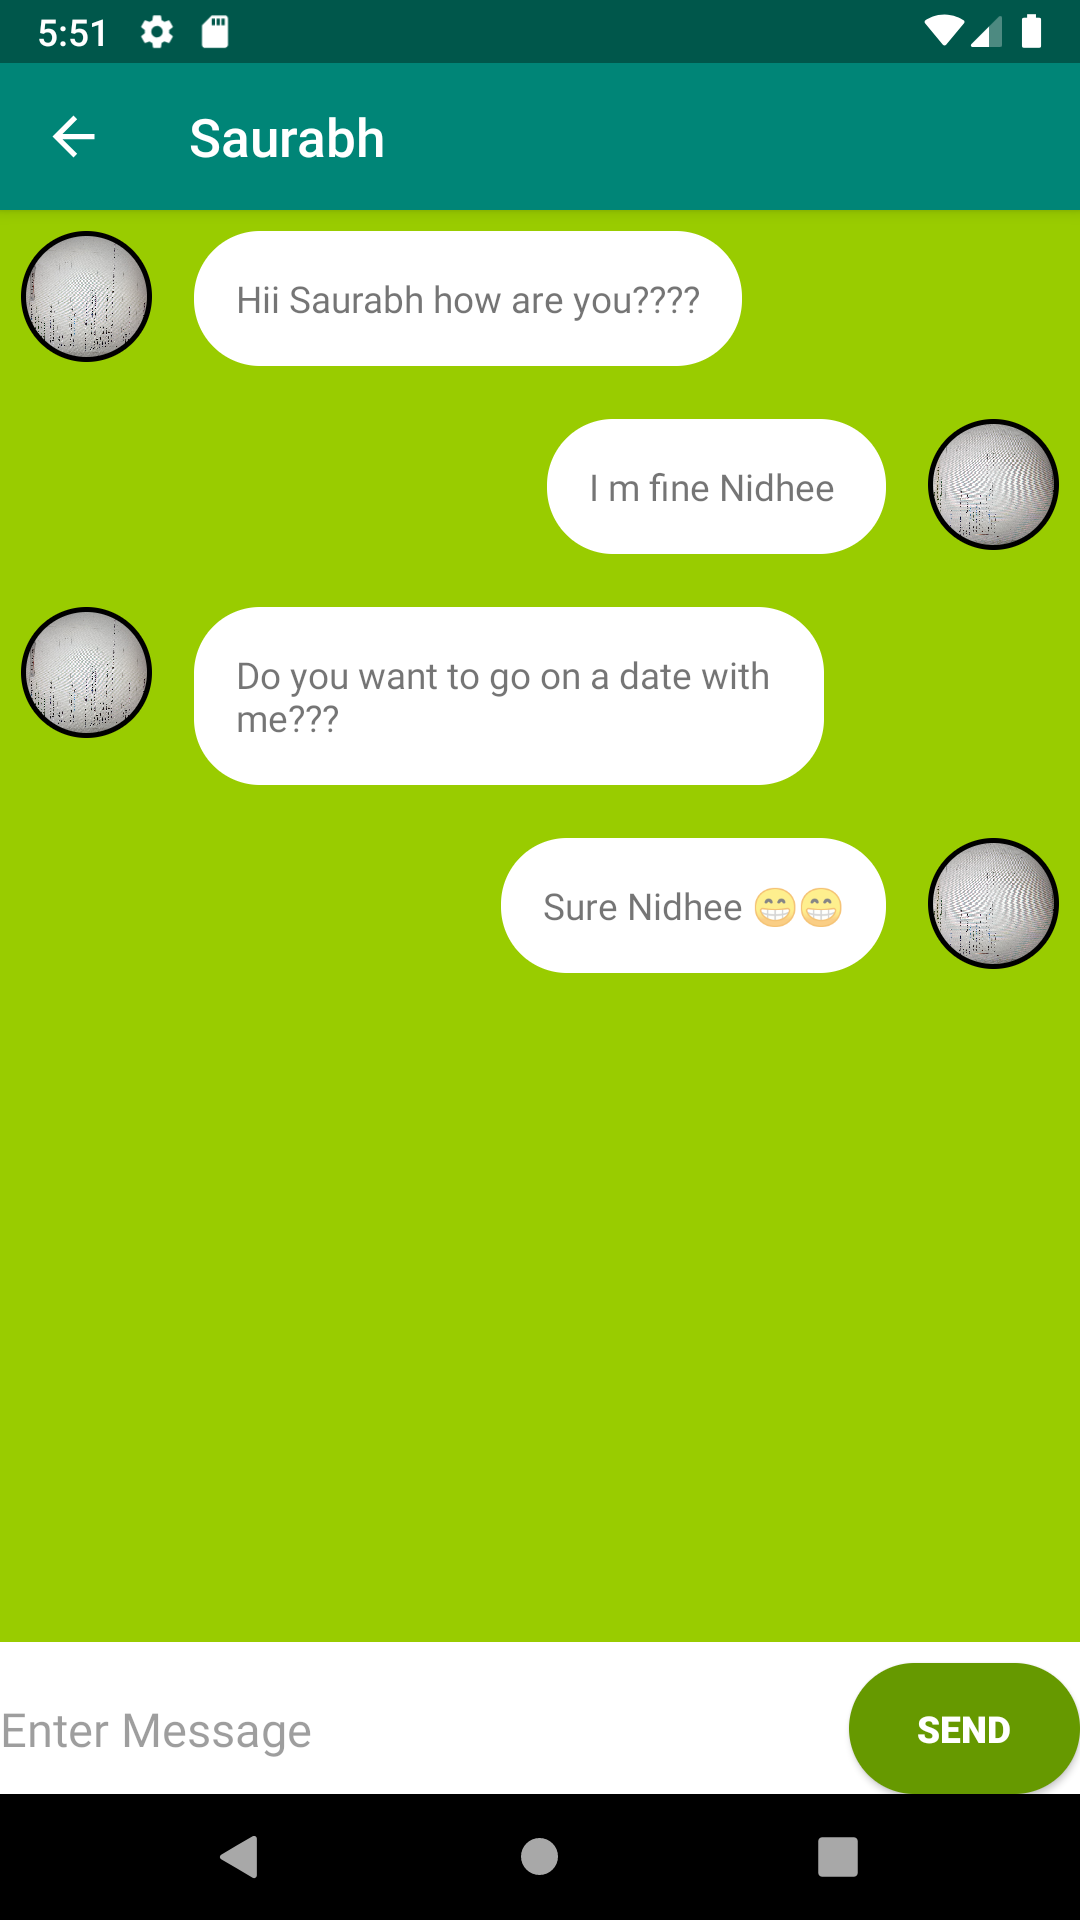 5:51
Saurabh
Hii Saurabh how are you????
I m fine Nidhee
Do you want to go on a date with
me???
Sure Nidhee 😁😁
Enter Message
SEND